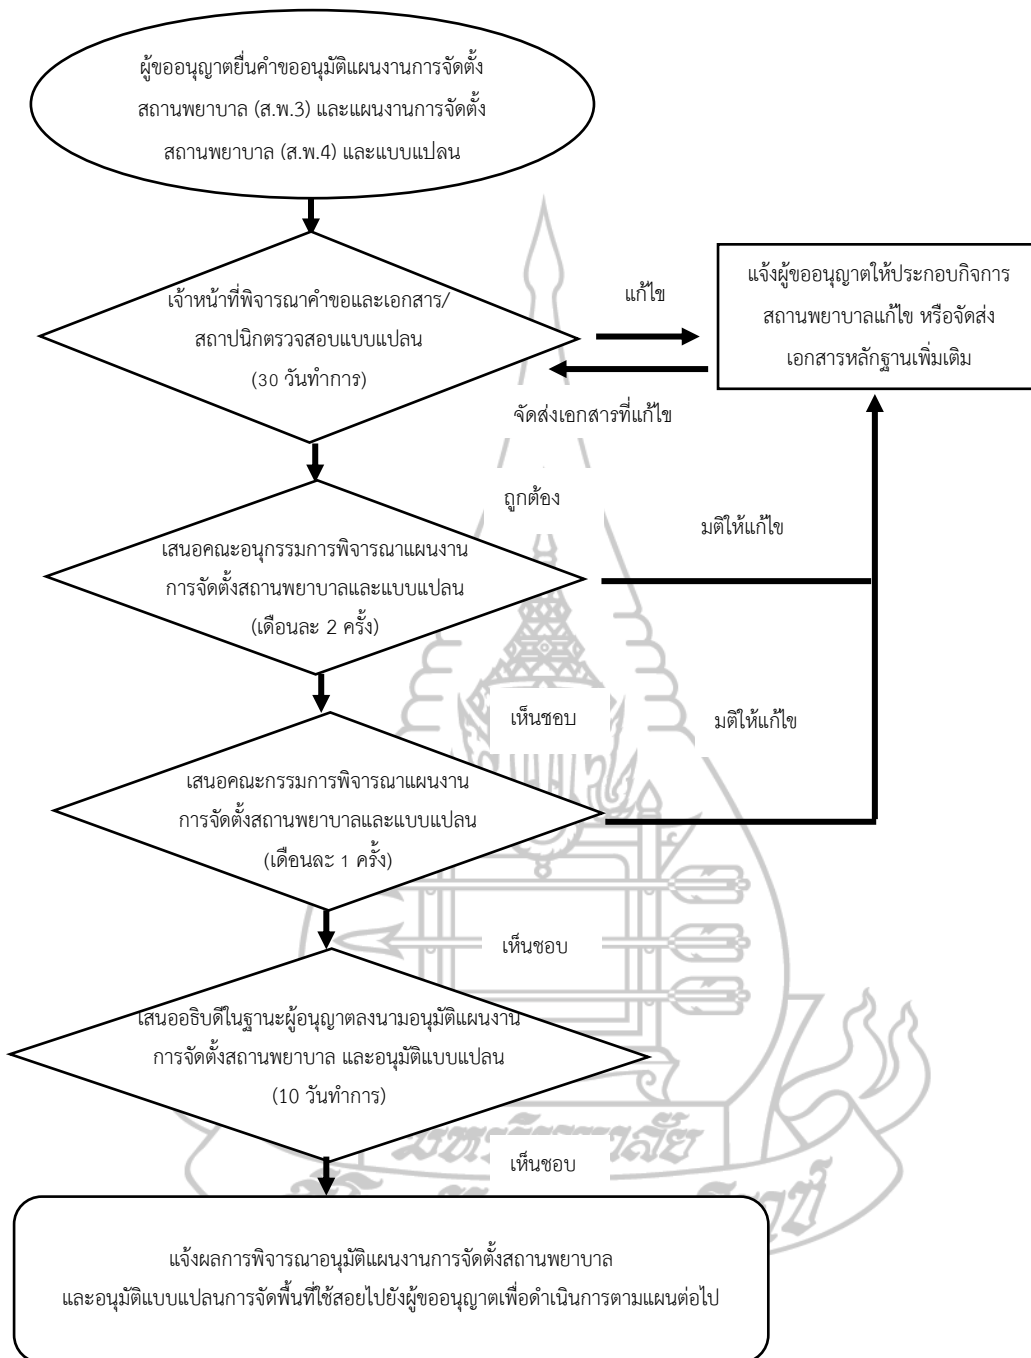 ผู้ขออนุญาตยื่นคำขออนุมัติแผนงานการจัดตั้ง
สถานพยาบาล (ส.พ.3) และแผนงานการจัดตั้ง
สถานพยาบาล (ส.พ.4) และแบบแปลน
เจ้าหน้าที่พิจารณาคำขอและเอกสาร/
สถาปนิกตรวจสอบแบบแปลน
(30 วันทำการ)
แก้ไข
แจ้งผู้ขออนุญาตให้ประกอบกิจการ
สถานพยาบาลแก้ไข หรือจัดส่ง
เอกสารหลักฐานเพิ่มเติม
จัดส่งเอกสารที่แก้ไข
ถูกต้อง
เสนอคณะอนุกรรมการพิจารณาแผนงาน
การจัดตั้งสถานพยาบาลและแบบแปลน
(เดือนละ 2 ครั้ง)
มติให้แก้ไข
เห็นชอบ
เสนอคณะกรรมการพิจารณาแผนงาน
การจัดตั้งสถานพยาบาลและแบบแปลน
(เดือนละ 1 ครั้ง)
มติให้แก้ไข
เห็นชอบ
เสนออธิบดีในฐานะผู้อนุญาตลงนามอนุมัติแผนงาน
การจัดตั้งสถานพยาบาล และอนุมัติแบบแปลน
(10 วันทำการ)
เห็นชอบ
แจ้งผลการพิจารณาอนุมัติแผนงานการจัดตั้งสถานพยาบาล
และอนุมัติแบบแปลนการจัดพื้นที่ใช้สอยไปยังผู้ขออนุญาตเพื่อดำเนินการตามแผนต่อไป